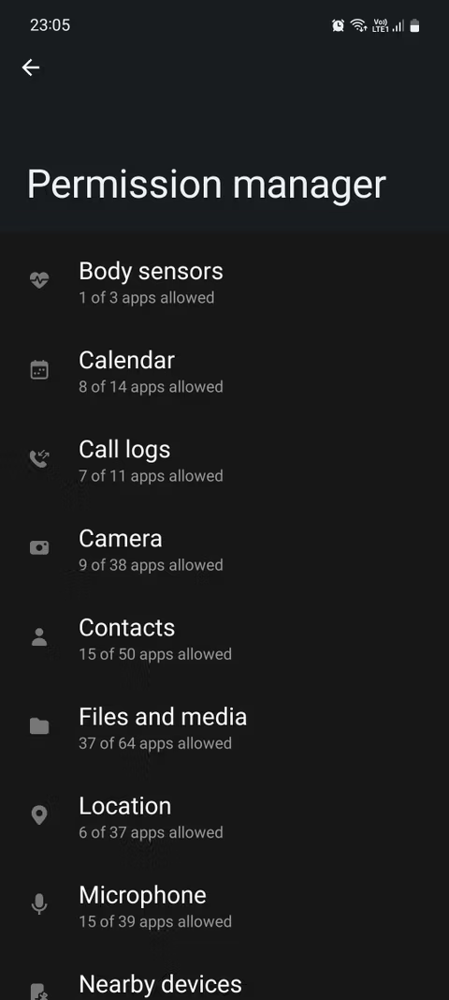 23:05
Vo))
LTE1
Permission manager
Body sensors
1 of 3 apps allowed
Calendar
8 of 14 apps allowed
Call logs
7 of 11 apps allowed
Camera
9 of 38 apps allowed
Contacts
15 of 50 apps allowed
Files and media
37 of 64 apps allowed
Location
6 of 37 apps allowed
Microphone
15 of 39 apps allowed
Nearby devices